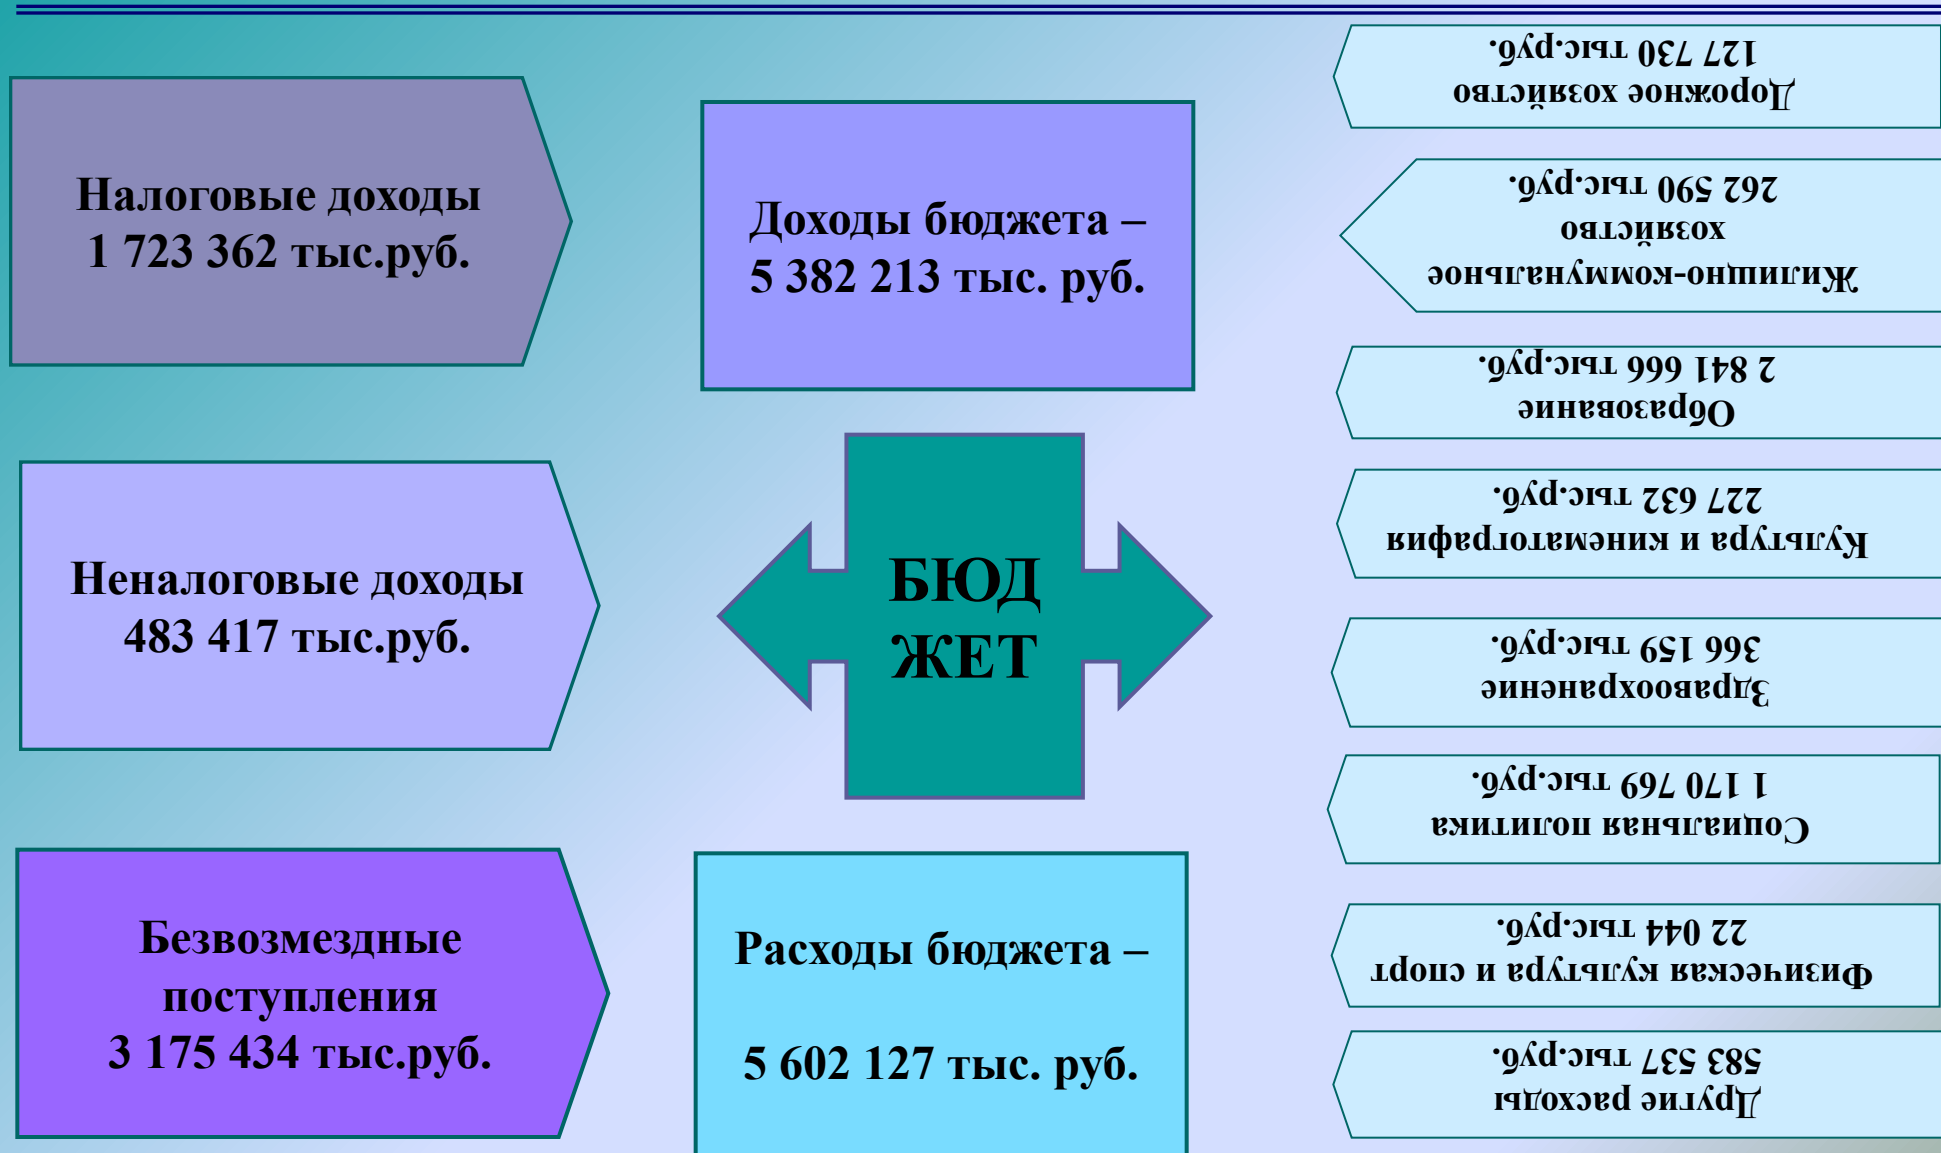 Налоговые доходы
1 723 362 тыс.руб.
Неналоговые доходы
483 417 тыс.руб.
Безвозмездные
поступления
3 175 434 тыс.руб.
Доходы бюджета –
5 382 213 тыс. руб.
БЮД
ЖЕТ
Расходы бюджета –
5 602 127 тыс. руб.
Дорожное хозяйство
127 730 тыс.руб.
Жилищно-коммунальное
хозяйство
262 590 тыс.руб.
Образование
2 841 666 тыс.руб.
Культура и кинематография
227 632 тыс.руб.
Здравоохранение
366 159 тыс.руб.
Социальная политика
1 170 769 тыс.руб.
Физическая культура и спорт
22 044 тыс.руб.
Другие расходы
583 537 тыс.руб.